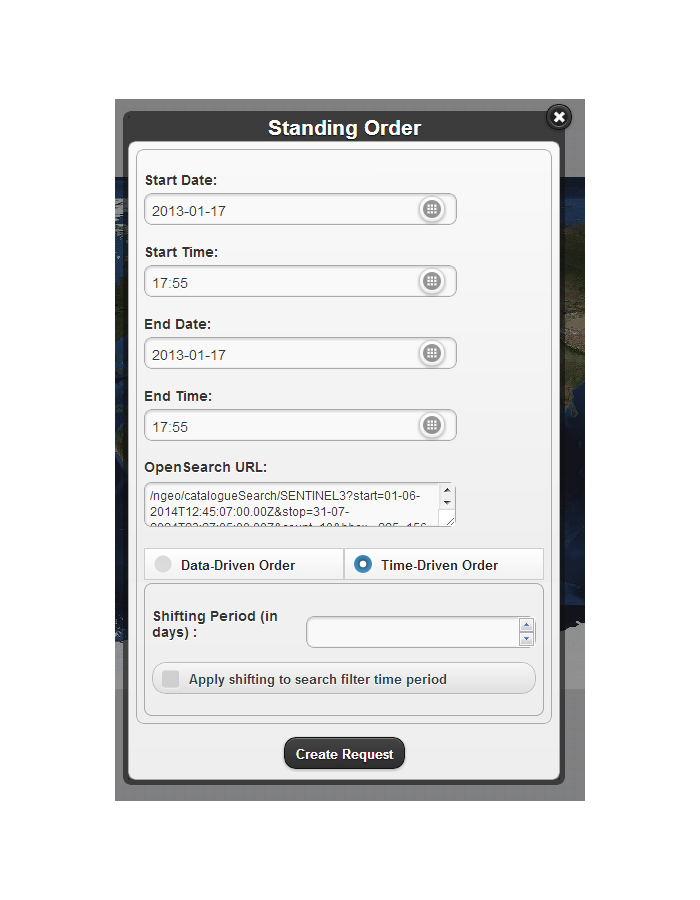 Standing Order
Start Date:
2013-01-17
Start Time:
17:55
End Date:
2013-01-17
End Time:
17:55
OpenSearch URL:
/ngeo/catalogueSearch/SENTINEL3?start=01-06-
2014T12:45:07:00.00Z&stop=31-07-
Data-Driven Order
Time-Driven Order
Shifting Period (in
days) :
Apply shifting to search filter time period
Create Request